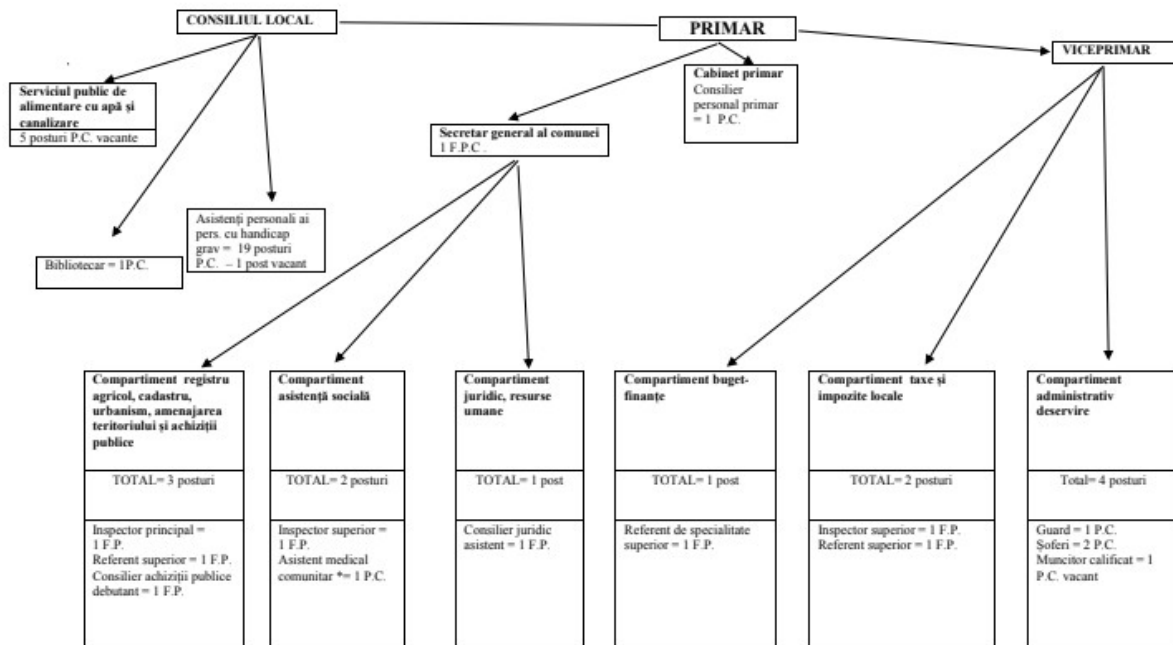 CONSILIUL LOCAL
PRIMAR
VICEPRIMAR
Serviciul public de
alimentare cu apă și
canalizare
5 posturi P.C. vacante
Cabinet primar
Consilier
personal primar
= 1 P.C.
Secretar general al comunei
1 F.P.C .
Asistenți personali ai
pers. cu handicap
grav = 19 posturi
P.C. – 1 post vacant
Bibliotecar = 1P.C.
Compartiment registru
agricol, cadastru,
urbanism, amenajarea
teritoriului și achiziții
publice
TOTAL= 3 posturi
Inspector principal =
1 F.P.
Referent superior = 1 F.P.
Consilier achiziții publice
debutant = 1 F.P.
Compartiment
asistență socială
TOTAL= 2 posturi
Inspector superior =
1 F.P.
Asistent medical
comunitar *= 1 P.C.
Compartiment
juridic, resurse
umane
TOTAL= 1 post
Consilier juridic
asistent = 1 F.P.
Compartiment buget-
finanțe
TOTAL= 1 post
Referent de specialitate
superior = 1 F.P.
Compartiment taxe și
impozite locale
TOTAL= 2 posturi
Inspector superior = 1 F.P.
Referent superior = 1 F.P.
Compartiment
administrativ
deservire
Total= 4 posturi
Guard = 1 P.C.
Șoferi = 2 P.C.
Muncitor calificat = 1
P.C. vacant